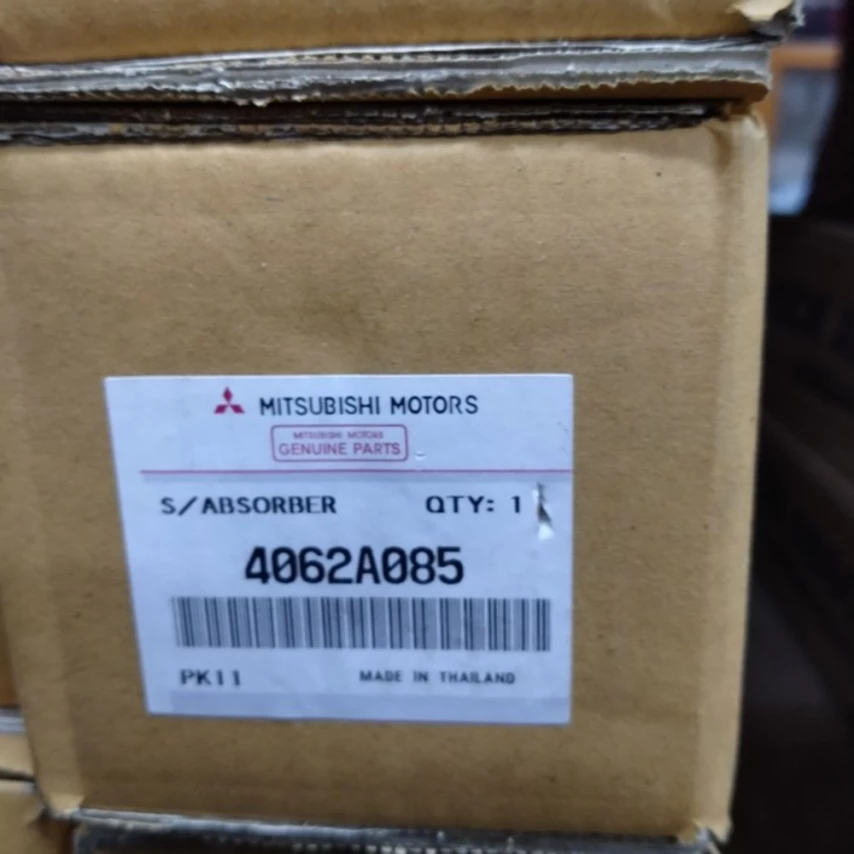 MITSUBISHI MOTORS
MITSUBISHI MOTORS
GENUINE PARTS
S/ABSORBER QTY: 1
4062A085
PK11 MADE IN THAILAND